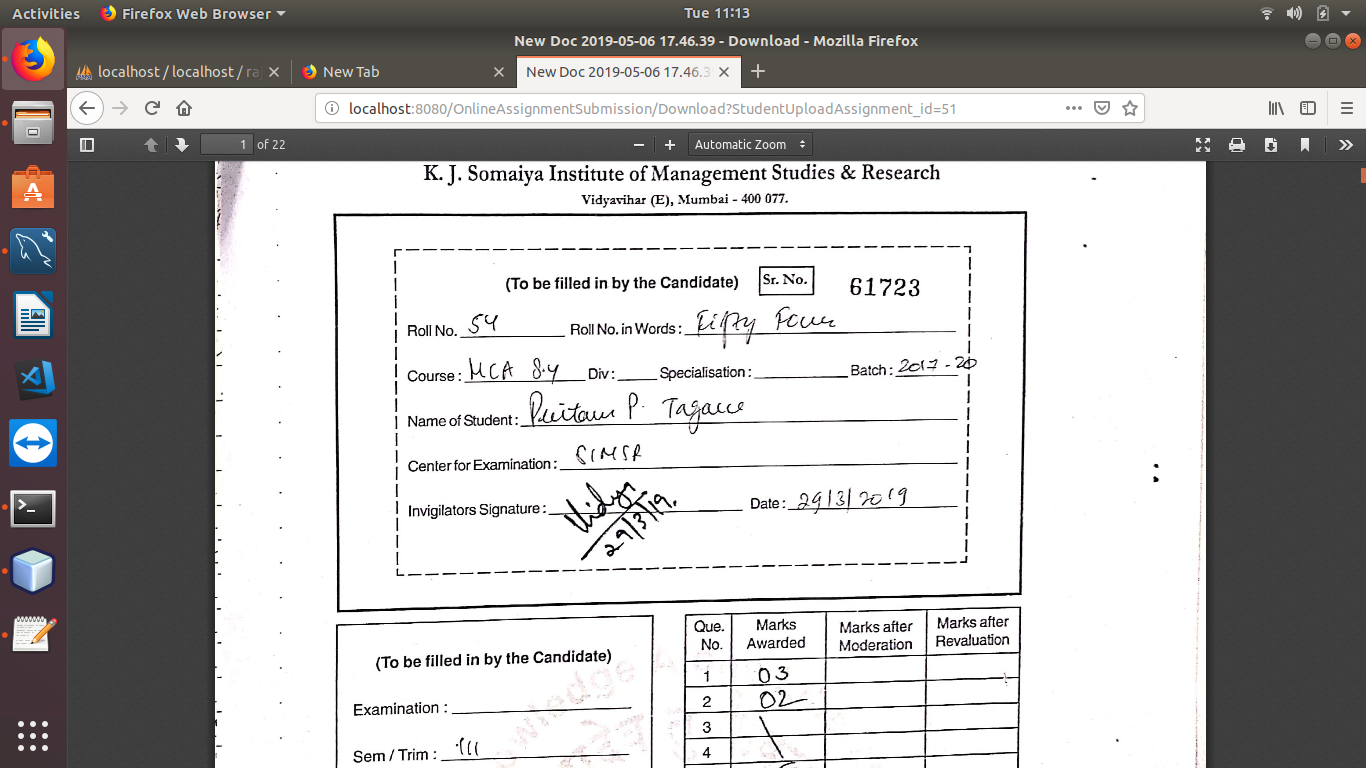 Activities Firefox Web Browser Tue 11:13
New Doc 2019-05-06 17.46.39 - Download - Mozilla Firefox
localhost / localhost / ra New Tab New Doc 2019-05-06 17.46.3
localhost:8080/OnlineAssignmentSubmission/Download?StudentUploadAssignment_id=51
1 of 22 Automatic Zoom
K. J. Somaiya Institute of Management Studies & Research
Vidyavihar (E), Mumbai - 400 077.
(To be filled in by the Candidate) Sr. No. 61723
Roll No. 54 Roll No. in Words : Fifty Four
Course : MCA S.Y Div : Specialisation : Batch : 2017-20
Name of Student : P.
Center for Examination : SIMSR
Invigilators Signature : Vidya 29/3/19. Date : 29/3/2019
(To be filled in by the Candidate)
Examination :
Sem / Trim : III
Que. No. Marks Awarded Marks after Moderation Marks after Revaluation
1 03
2 02
3
4